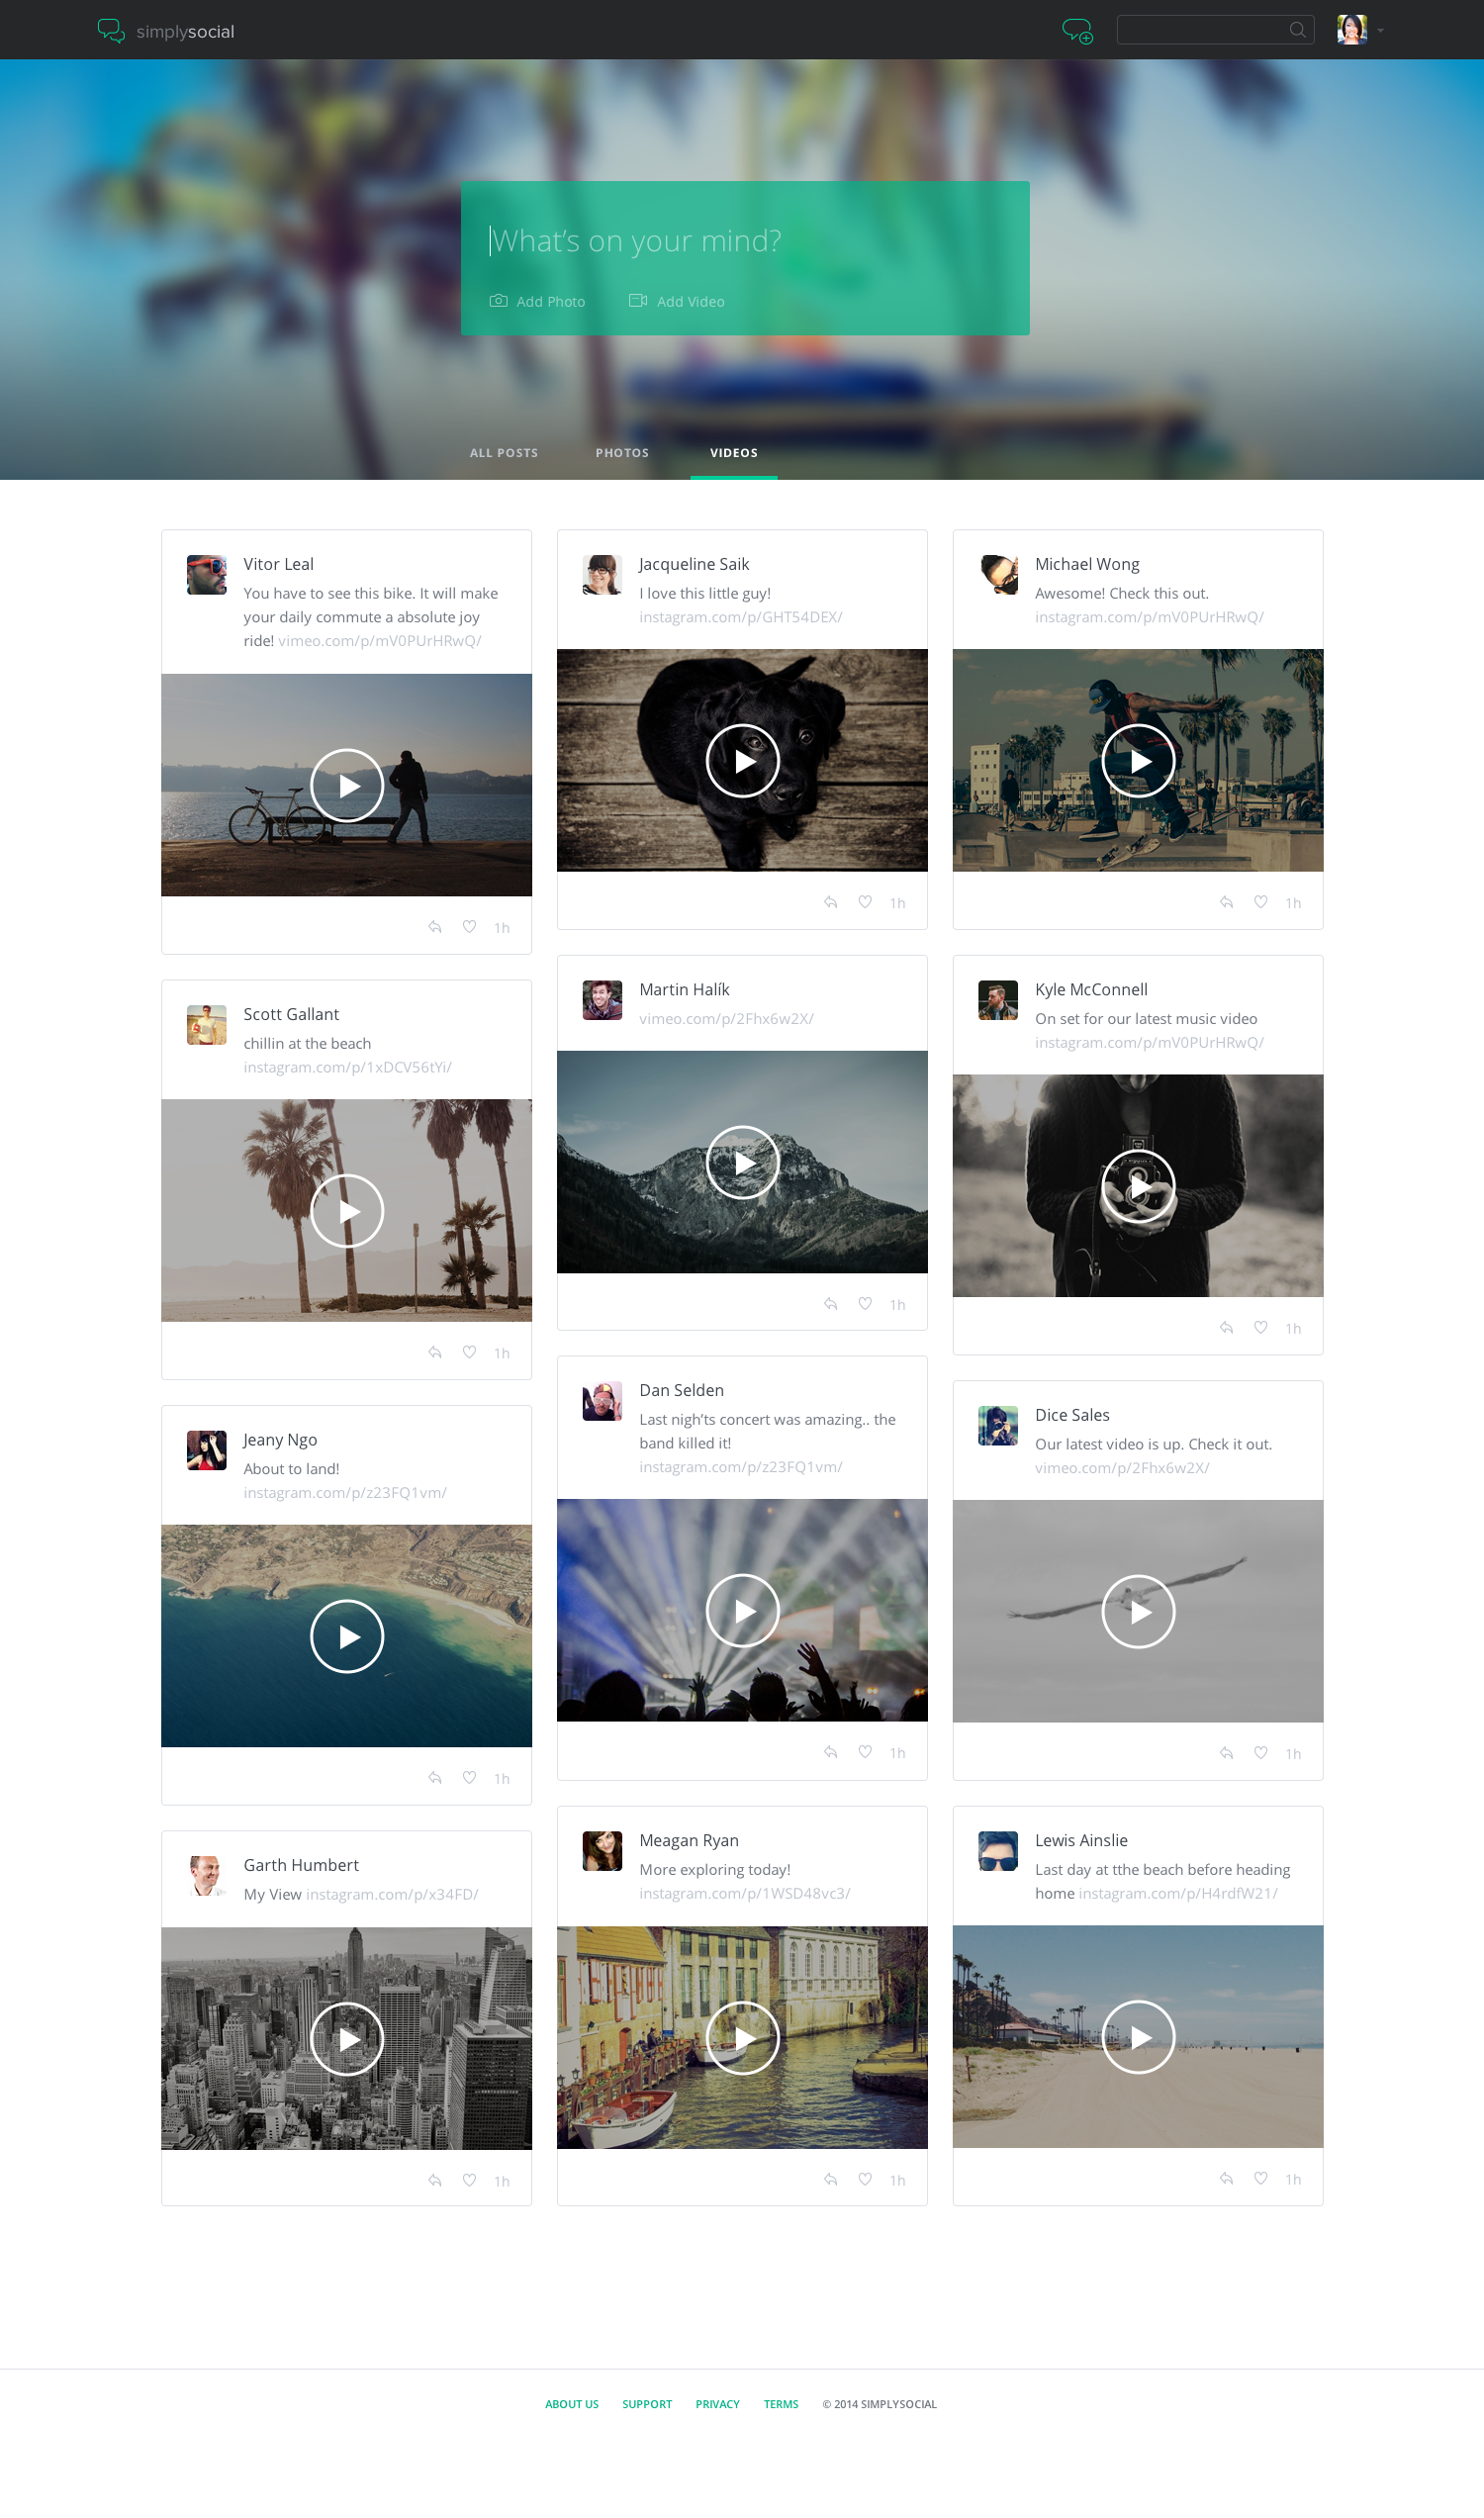 simplysocial
What's on your mind?
Add Photo Add Video
ALL POSTS PHOTOS VIDEOS
Vitor Leal
You have to see this bike. It will make
your daily commute a absolute joy
ride! vimeo.com/p/mV0PUrHRwQ/
1h
Scott Gallant
chillin at the beach
instagram.com/p/1xDCV56tYi/
1h
Jeany Ngo
About to land!
instagram.com/p/z23FQ1vm/
1h
Garth Humbert
My View instagram.com/p/x34FD/
1h
Jacqueline Saik
I love this little guy!
instagram.com/p/GHT54DEX/
1h
Martin Halík
vimeo.com/p/2Fhx6w2X/
1h
Dan Selden
Last nigh'ts concert was amazing.. the
band killed it!
instagram.com/p/z23FQ1vm/
1h
Meagan Ryan
More exploring today!
instagram.com/p/1WSD48vc3/
1h
Michael Wong
Awesome! Check this out.
instagram.com/p/mV0PUrHRwQ/
1h
Kyle McConnell
On set for our latest music video
instagram.com/p/mV0PUrHRwQ/
1h
Dice Sales
Our latest video is up. Check it out.
vimeo.com/p/2Fhx6w2X/
1h
Lewis Ainslie
Last day at tthe beach before heading
home instagram.com/p/H4rdfW21/
1h
ABOUT US SUPPORT PRIVACY TERMS © 2014 SIMPLYSOCIAL